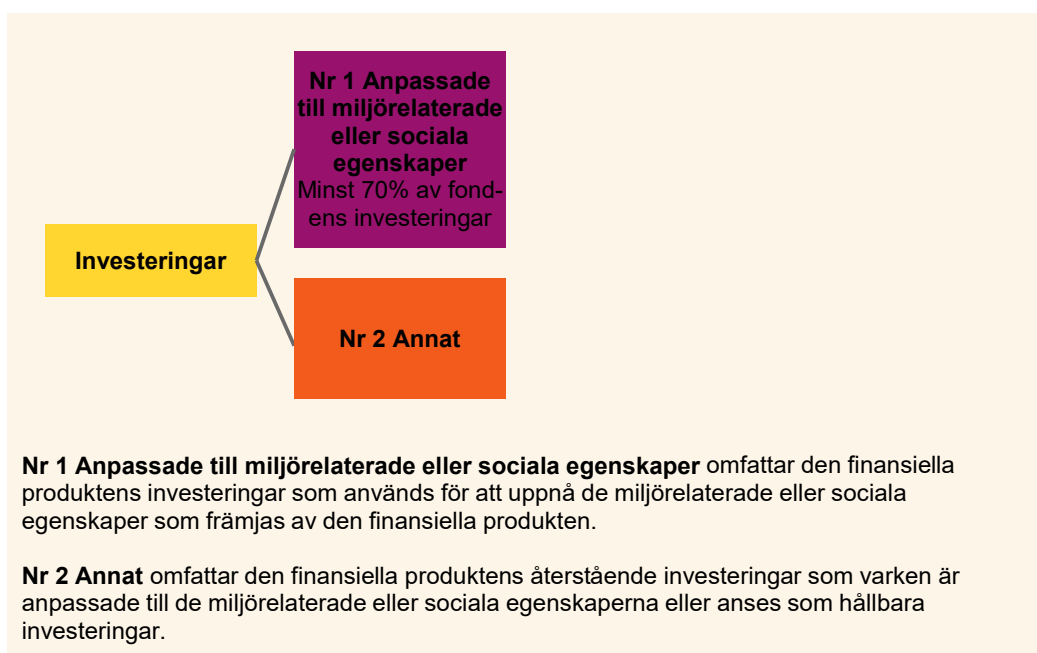 Nr 1 Anpassade
till miljörelaterade
eller sociala
egenskaper
Minst 70% av fond-
ens investeringar
Investeringar
Nr 2 Annat
Nr 1 Anpassade till miljörelaterade eller sociala egenskaper omfattar den finansiella
produktens investeringar som används för att uppnå de miljörelaterade eller sociala
egenskaper som främjas av den finansiella produkten.
Nr 2 Annat omfattar den finansiella produktens återstående investeringar som varken är
anpassade till de miljörelaterade eller sociala egenskaperna eller anses som hållbara
investeringar.